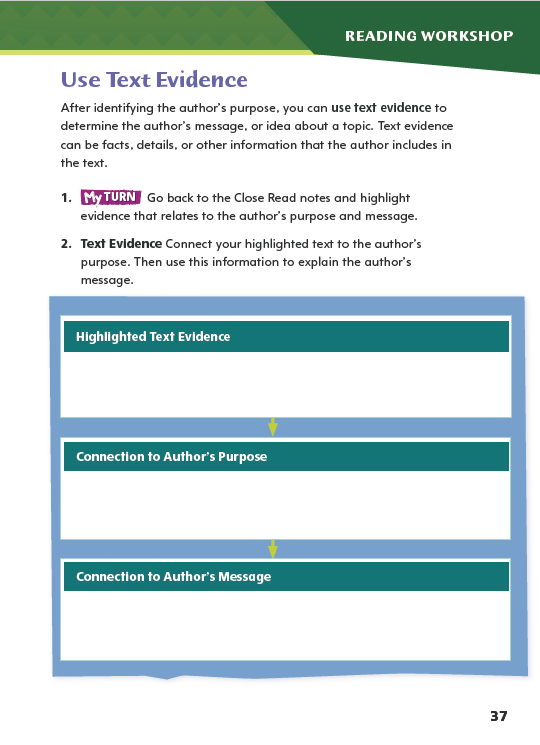 READING WORKSHOP
Use Text Evidence
After identifying the author's purpose, you can use text evidence to
determine the author's message, or idea about a topic. Text evidence
can be facts, details, or other information that the author includes in
the text.
1. My TURN Go back to the Close Read notes and highlight
evidence that relates to the author's purpose and message.
2. Text Evidence Connect your highlighted text to the author's
purpose. Then use this information to explain the author's
message.
Highlighted Text Evidence
Connection to Author's Purpose
Connection to Author's Message
37